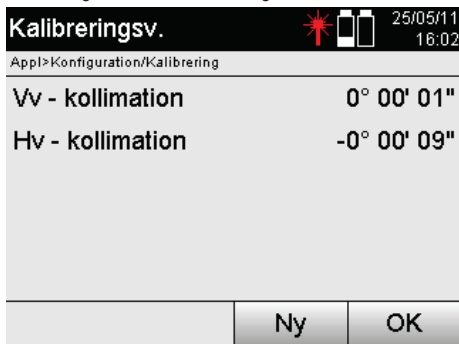 Kalibreringsv.
25/05/11
16:02
Appl>Konfiguration/Kalibrering
Vv - kollimation 0° 00' 01"
Hv - kollimation -0° 00' 09"
Ny OK